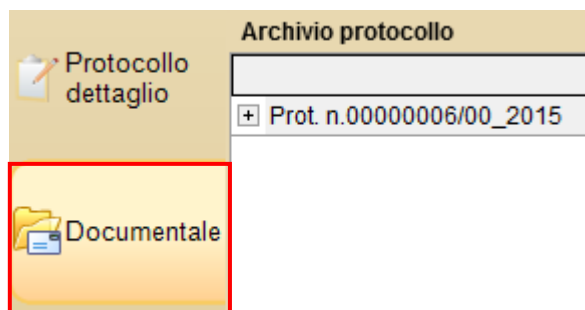 Archivio protocollo
Protocollo
dettaglio
Prot. n.00000006/00_2015
Documentale